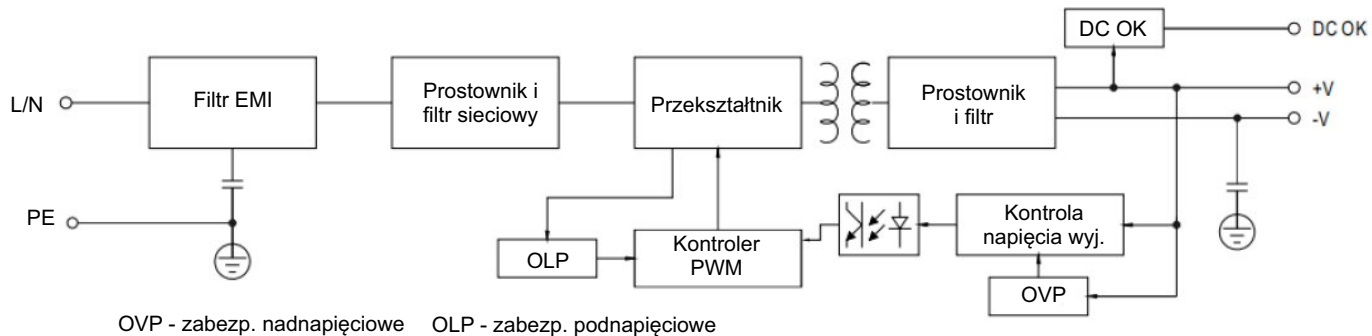 DC OK
DC OK
L/N
Filtr EMI
Prostownik i
filtr sieciowy
Przekształtnik
Prostownik
i filtr
+V
-V
PE
OLP
Kontroler
PWM
Kontrola
napięcia wyj.
OVP
OVP - zabezp. nadnapięciowe
OLP - zabezp. podnapięciowe